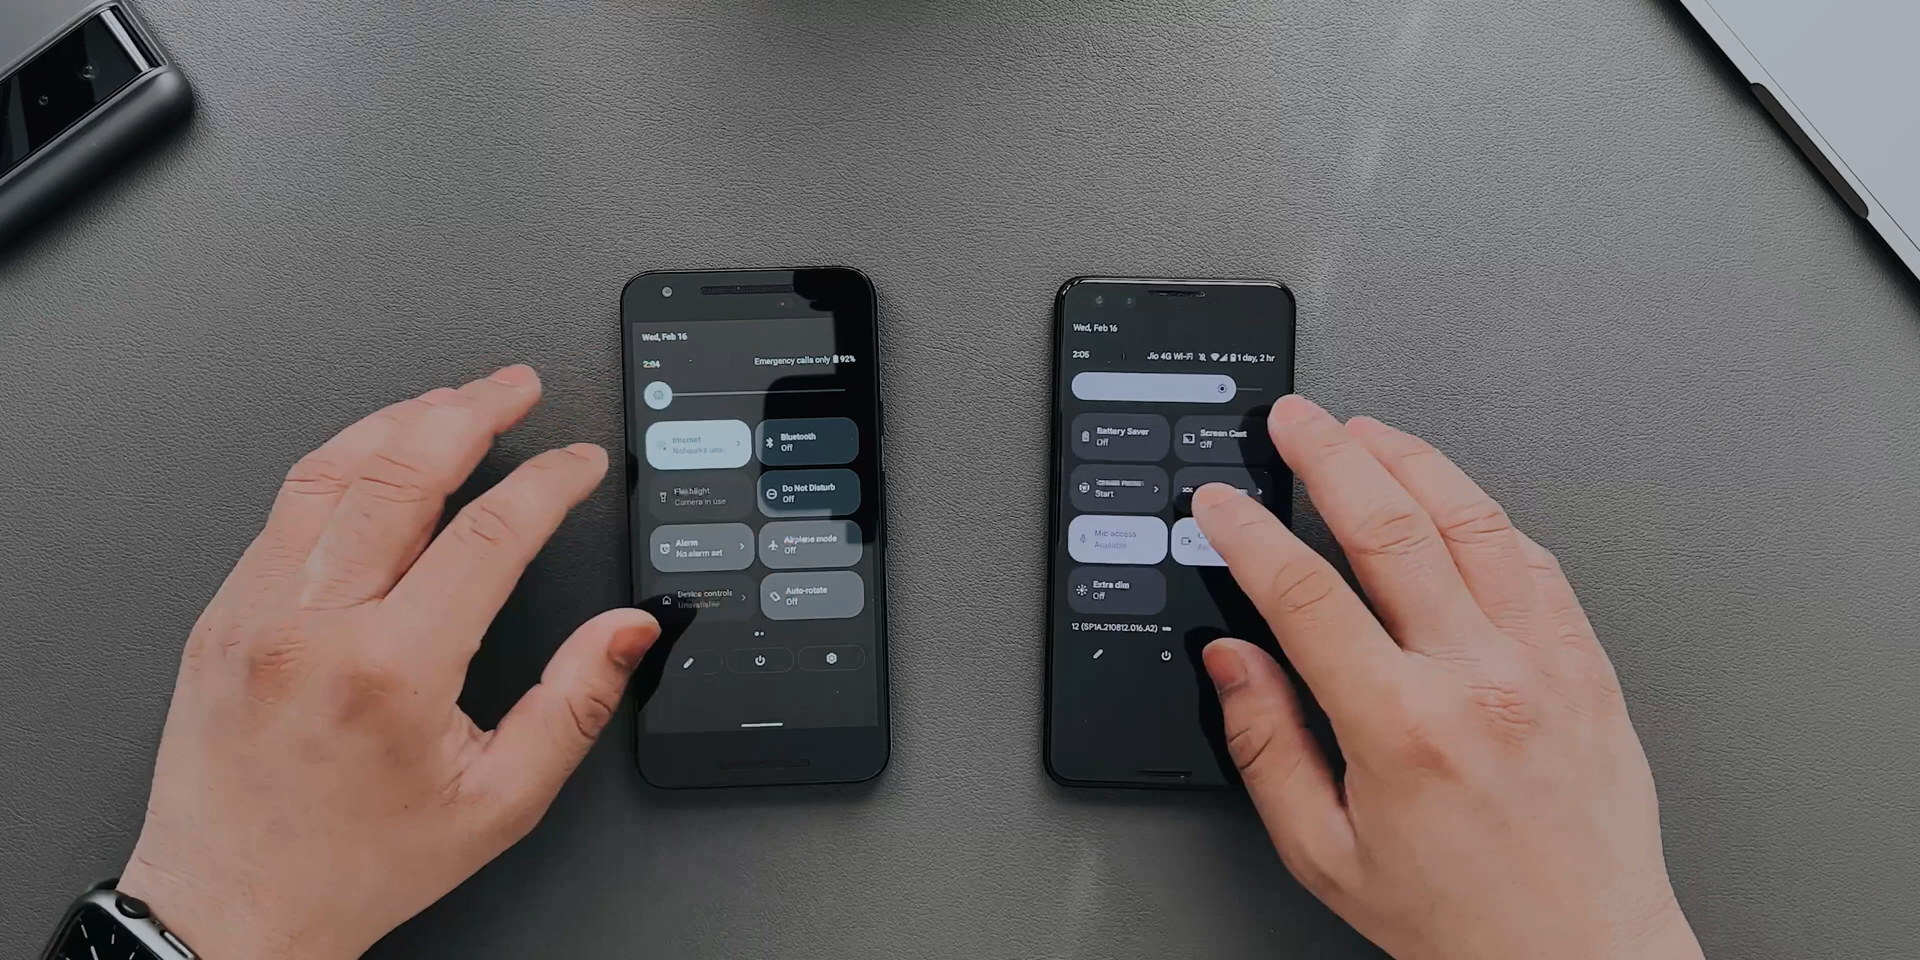 Wed, Feb 16
2:04
Emergency calls only 92%
Internet
Bluetooth
Off
Flashlight
Camera in use
Do Not Disturb
Off
Alarm
No alarm set
Airplane mode
Off
Device controls
Unavailable
Auto-rotate
Off
Wed, Feb 16
2:05
Jio 4G Wi-Fi 1 day, 2 hr
Battery Saver
Off
Screen Cast
Off
Start
Mic access
Available
Extra dim
Off
12 (SP1A.210812.016.A2)